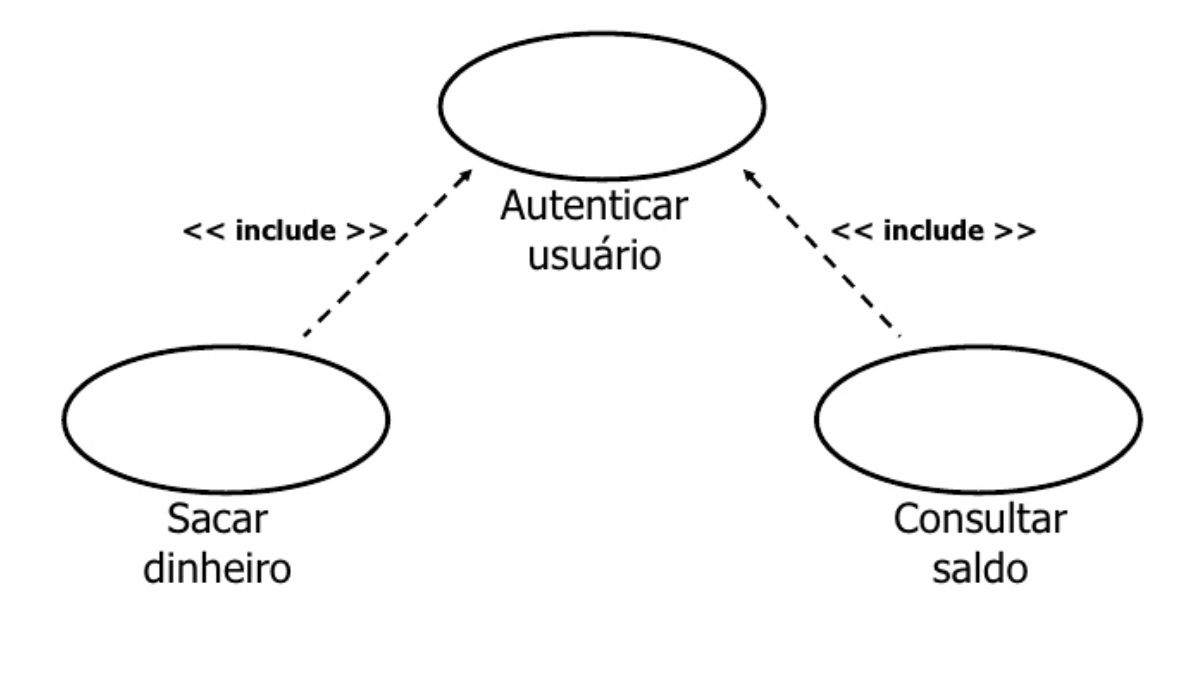 Autenticar
usuário
<< include >>
<< include >>
Sacar
dinheiro
Consultar
saldo